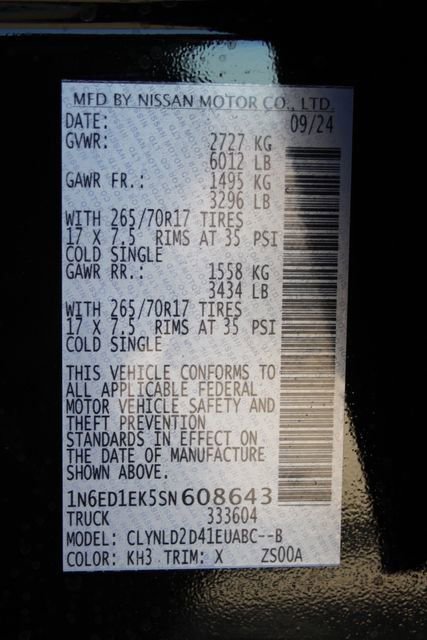 MFD BY NISSAN MOTOR CO., LTD.
DATE: 09/24
GVWR: 2727 KG
6012 LB
GAWR FR.: 1495 KG
3296 LB
WITH 265/70R17 TIRES
17 X 7.5 RIMS AT 35 PSI
COLD SINGLE
GAWR RR.: 1558 KG
3434 LB
WITH 265/70R17 TIRES
17 X 7.5 RIMS AT 35 PSI
COLD SINGLE
THIS VEHICLE CONFORMS TO
ALL APPLICABLE FEDERAL
MOTOR VEHICLE SAFETY AND
THEFT PREVENTION
STANDARDS IN EFFECT ON
THE DATE OF MANUFACTURE
SHOWN ABOVE.
1N6ED1EK5SN608643
TRUCK 333604
MODEL: CLYNLD2D41EUABC--B
COLOR: KH3 TRIM: X ZS00A